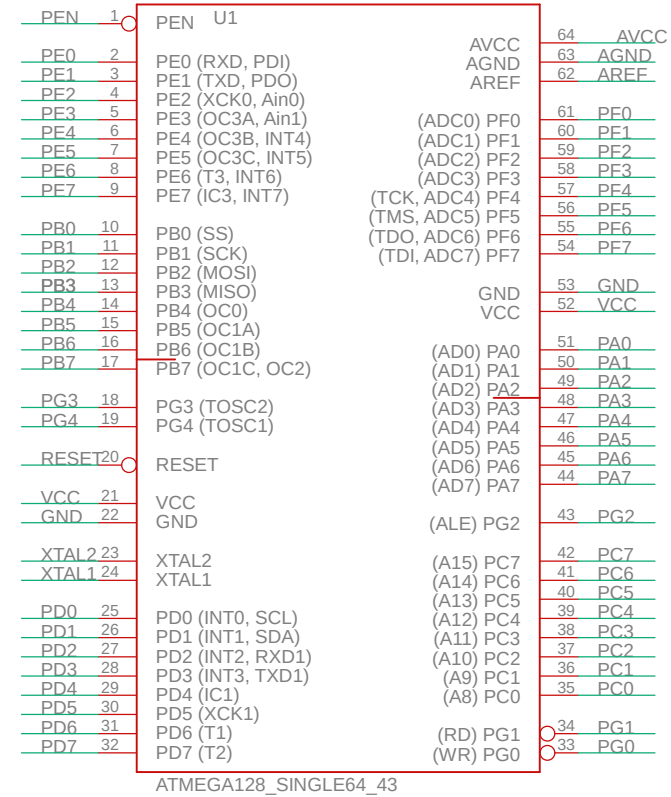 U1
PEN 1 PEN
PE0 2 PE0 (RXD, PDI)
PE1 3 PE1 (TXD, PDO)
PE2 4 PE2 (XCK0, Ain0)
PE3 5 PE3 (OC3A, Ain1)
PE4 6 PE4 (OC3B, INT4)
PE5 7 PE5 (OC3C, INT5)
PE6 8 PE6 (T3, INT6)
PE7 9 PE7 (IC3, INT7)
PB0 10 PB0 (SS)
PB1 11 PB1 (SCK)
PB2 12 PB2 (MOSI)
PB3 13 PB3 (MISO)
PB4 14 PB4 (OC0)
PB5 15 PB5 (OC1A)
PB6 16 PB6 (OC1B)
PB7 17 PB7 (OC1C, OC2)
PG3 18 PG3 (TOSC2)
PG4 19 PG4 (TOSC1)
RESET 20 RESET
VCC 21 VCC
GND 22 GND
XTAL2 23 XTAL2
XTAL1 24 XTAL1
PD0 25 PD0 (INT0, SCL)
PD1 26 PD1 (INT1, SDA)
PD2 27 PD2 (INT2, RXD1)
PD3 28 PD3 (INT3, TXD1)
PD4 29 PD4 (IC1)
PD5 30 PD5 (XCK1)
PD6 31 PD6 (T1)
PD7 32 PD7 (T2)
AVCC 64 AVCC
AGND 63 AGND
AREF 62 AREF
(ADC0) PF0 61 PF0
(ADC1) PF1 60 PF1
(ADC2) PF2 59 PF2
(ADC3) PF3 58 PF3
(TCK, ADC4) PF4 57 PF4
(TMS, ADC5) PF5 56 PF5
(TDO, ADC6) PF6 55 PF6
(TDI, ADC7) PF7 54 PF7
GND 53 GND
VCC 52 VCC
(AD0) PA0 51 PA0
(AD1) PA1 50 PA1
(AD2) PA2 49 PA2
(AD3) PA3 48 PA3
(AD4) PA4 47 PA4
(AD5) PA5 46 PA5
(AD6) PA6 45 PA6
(AD7) PA7 44 PA7
(ALE) PG2 43 PG2
(A15) PC7 42 PC7
(A14) PC6 41 PC6
(A13) PC5 40 PC5
(A12) PC4 39 PC4
(A11) PC3 38 PC3
(A10) PC2 37 PC2
(A9) PC1 36 PC1
(A8) PC0 35 PC0
(RD) PG1 34 PG1
(WR) PG0 33 PG0
ATMEGA128_SINGLE64_43